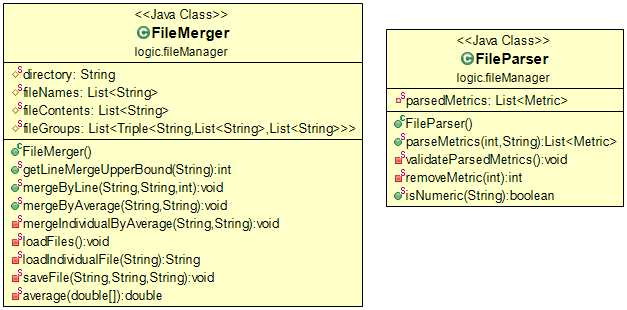 <<Java Class>>
FileMerger
logic.fileManager
directory: String
fileNames: List<String>
fileContents: List<String>
fileGroups: List<Triple<String,List<String>,List<String>>>
FileMerger()
getLineMergeUpperBound(String):int
mergeByLine(String,String,int):void
mergeByAverage(String,String):void
mergeIndividualByAverage(String,String):void
loadFiles():void
loadIndividualFile(String):String
saveFile(String,String,String):void
average(double[]):double
<<Java Class>>
FileParser
logic.fileManager
parsedMetrics: List<Metric>
FileParser()
parseMetrics(int,String):List<Metric>
validateParsedMetrics():void
removeMetric(int):int
isNumeric(String):boolean